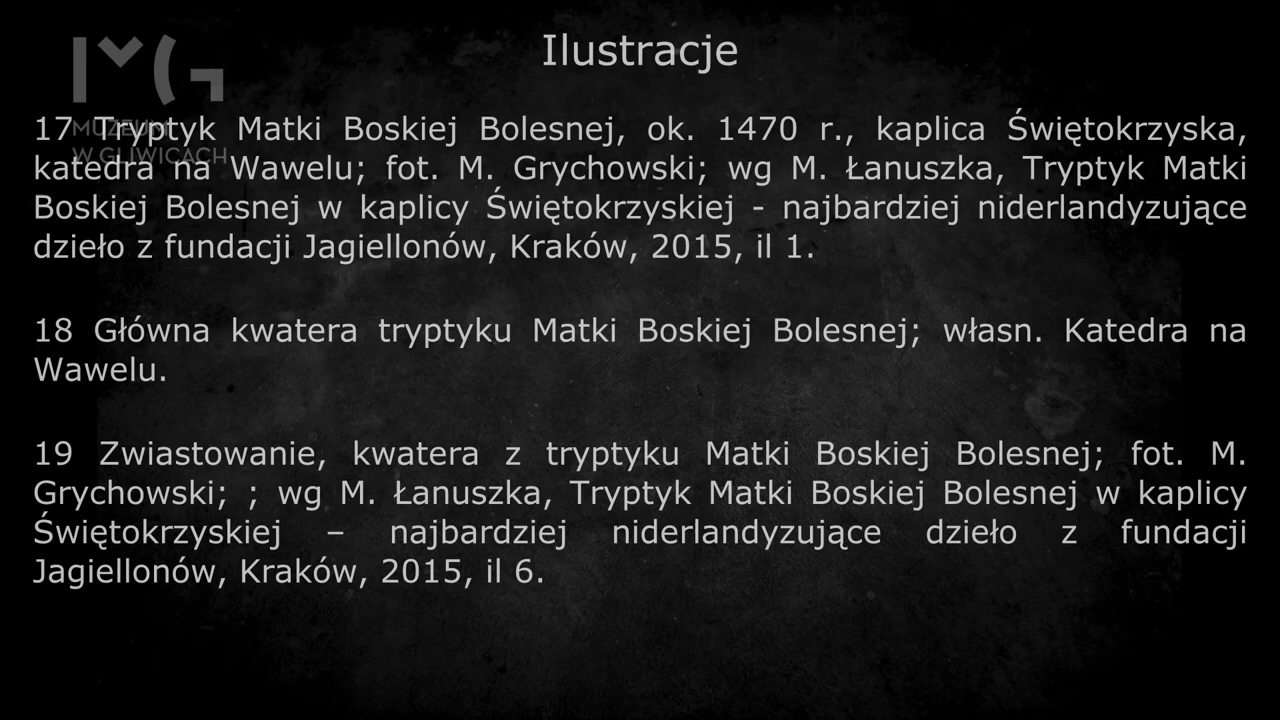 Ilustracje
MUZEUM
W GLIWICACH
17 Tryptyk Matki Boskiej Bolesnej, ok. 1470 r., kaplica Świętokrzyska,
katedra na Wawelu; fot. M. Grychowski; wg M. Łanuszka, Tryptyk Matki
Boskiej Bolesnej w kaplicy Świętokrzyskiej - najbardziej niderlandyzujące
dzieło z fundacji Jagiellonów, Kraków, 2015, il 1.
18 Główna kwatera tryptyku Matki Boskiej Bolesnej; własn. Katedra na
Wawelu.
19 Zwiastowanie, kwatera z tryptyku Matki Boskiej Bolesnej; fot. M.
Grychowski; ; wg M. Łanuszka, Tryptyk Matki Boskiej Bolesnej w kaplicy
Świętokrzyskiej – najbardziej niderlandyzujące dzieło z fundacji
Jagiellonów, Kraków, 2015, il 6.